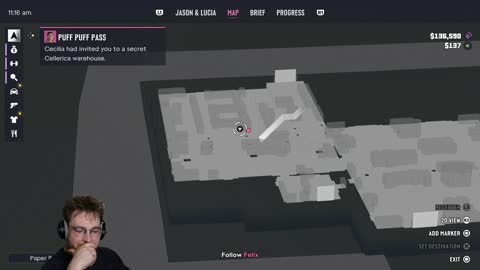 11:16 am
JASON & LUCIA MAP BRIEF PROGRESS
$136,590
$137
PUFF PUFF PASS
Cecilia had invited you to a secret
Cellerica warehouse.
RECENTER
2D VIEW
ADD MARKER
SET DESTINATION
EXIT
Follow Felix